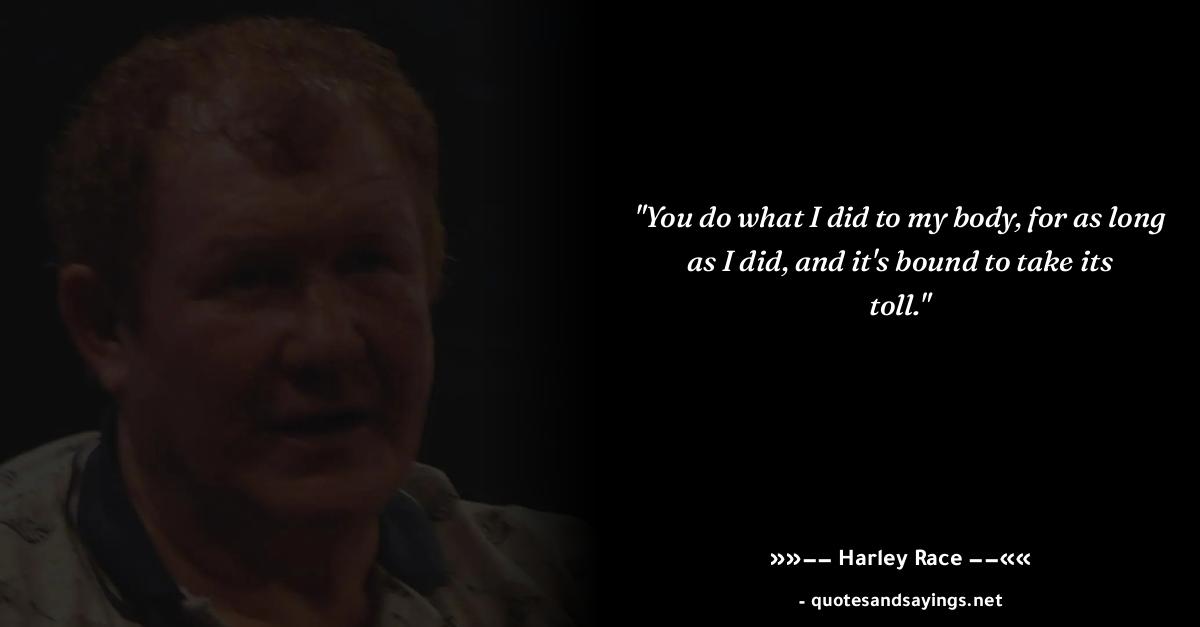 "You do what I did to my body, for as long
as I did, and it's bound to take its
toll."
»»–– Harley Race ––««
- quotesandsayings.net